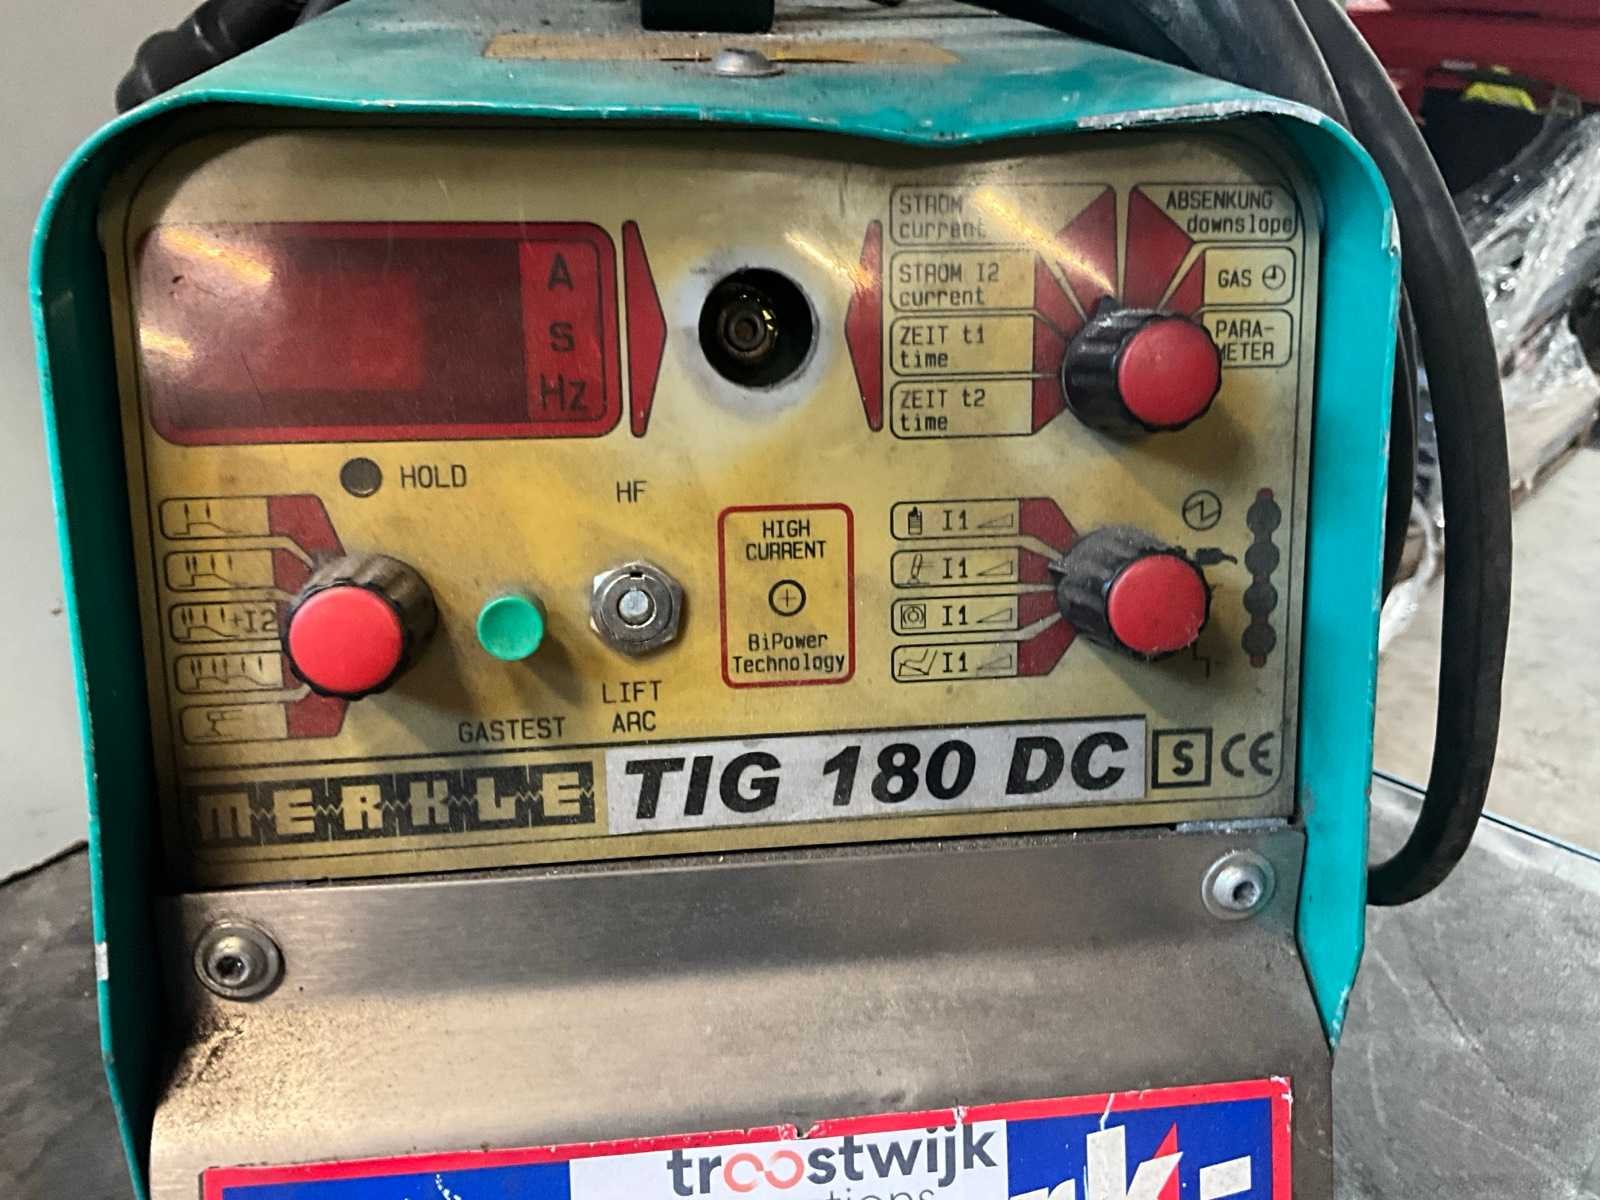 A
S
Hz
STROM
current
STROM I2
current
ZEIT t1
time
ZEIT t2
time
ABSENKUNG
downslope
GAS
PARA-
METER
HOLD
HF
+I2
GASTEST
LIFT
ARC
HIGH
CURRENT
BiPower
Technology
I1
I1
I1
I1
MERKLE
TIG 180 DC
S
CE
troostwijk